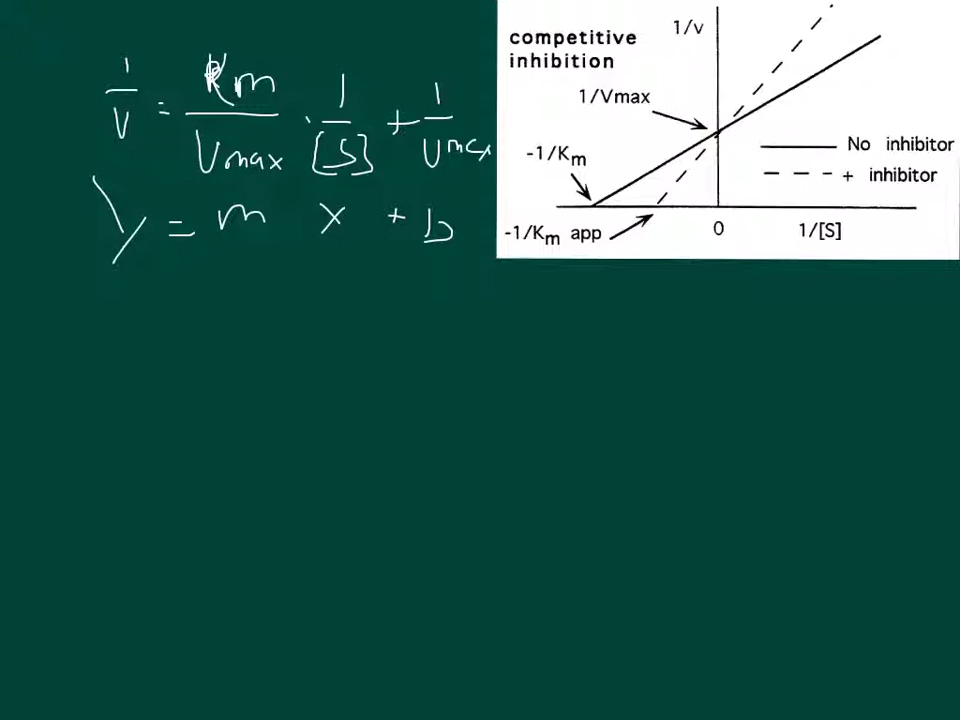 1/V = Km/Vmax · 1/[S] + 1/Vmax
y = m x + b
competitive
inhibition
1/v
1/Vmax
-1/Km
No inhibitor
+ inhibitor
-1/Km app
0
1/[S]